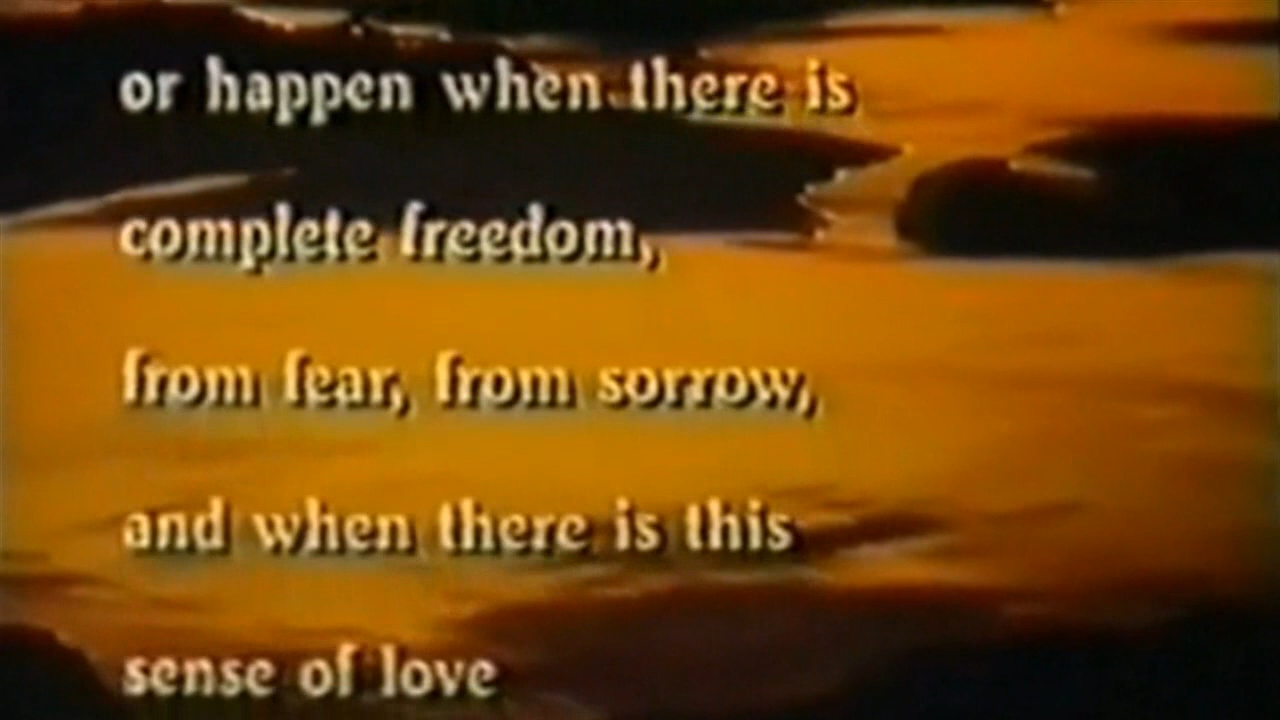 or happen when there is
complete freedom,
from fear, from sorrow,
and when there is this
sense of love